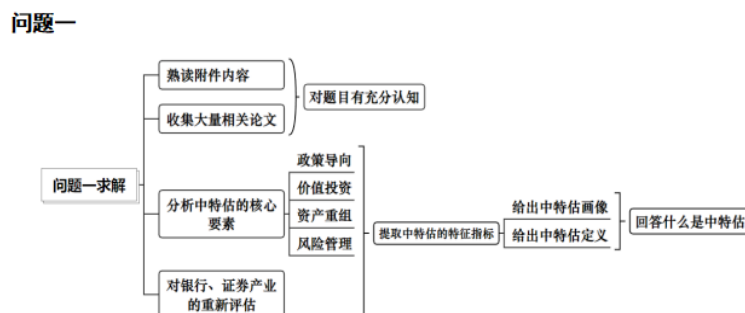 问题一
熟读附件内容
收集大量相关论文
对题目有充分认知
问题一求解
分析中特估的核心
要素
政策导向
价值投资
资产重组
风险管理
提取中特估的特征指标
给出中特估画像
给出中特估定义
回答什么是中特估
对银行、证券产业
的重新评估